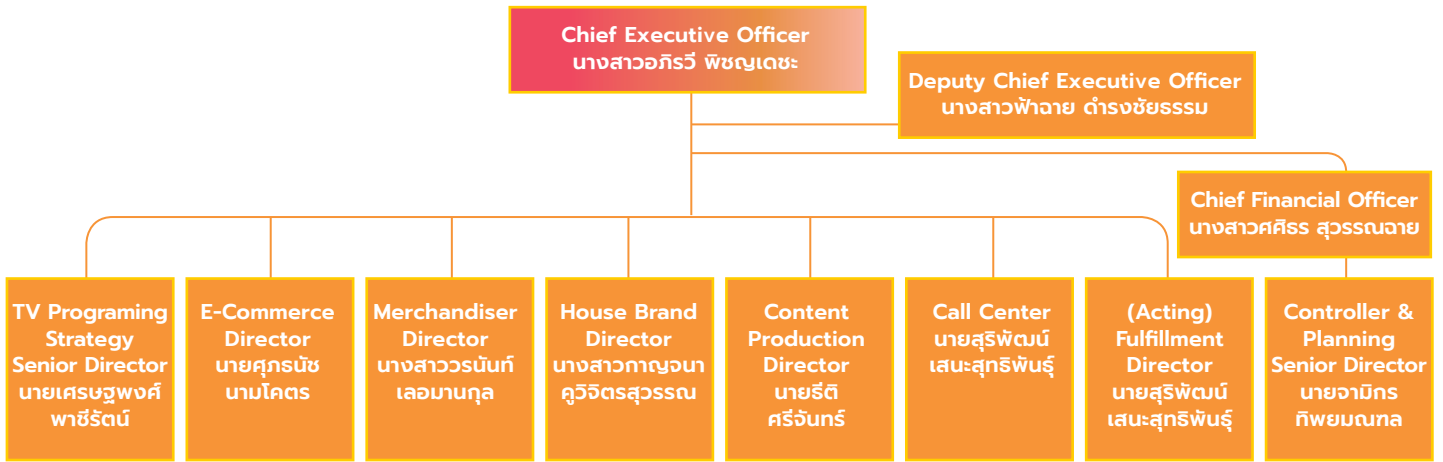 Chief Executive Officer
นางสาวอภิรวี พิชญเดชะ
Deputy Chief Executive Officer
นางสาวฟ้าฉาย ดำรงชัยธรรม
Chief Financial Officer
นางสาวศศิธร สุวรรณฉาย
TV Programing
Strategy
Senior Director
นายเศรษฐพงศ์
พาชีรัตน์
E-Commerce
Director
นายศุภธนัช
นามโคตร
Merchandiser
Director
นางสาววรนันท์
เลอมานกุล
House Brand
Director
นางสาวกาญจนา
คูวิจิตรสุวรรณ
Content
Production
Director
นายธีติ
ศรีจันทร์
Call Center
นายสุริพัฒน์
เสนะสุทธิพันธุ์
(Acting)
Fulfillment
Director
นายสุริพัฒน์
เสนะสุทธิพันธุ์
Controller &
Planning
Senior Director
นายจามิกร
ทิพยมณฑล